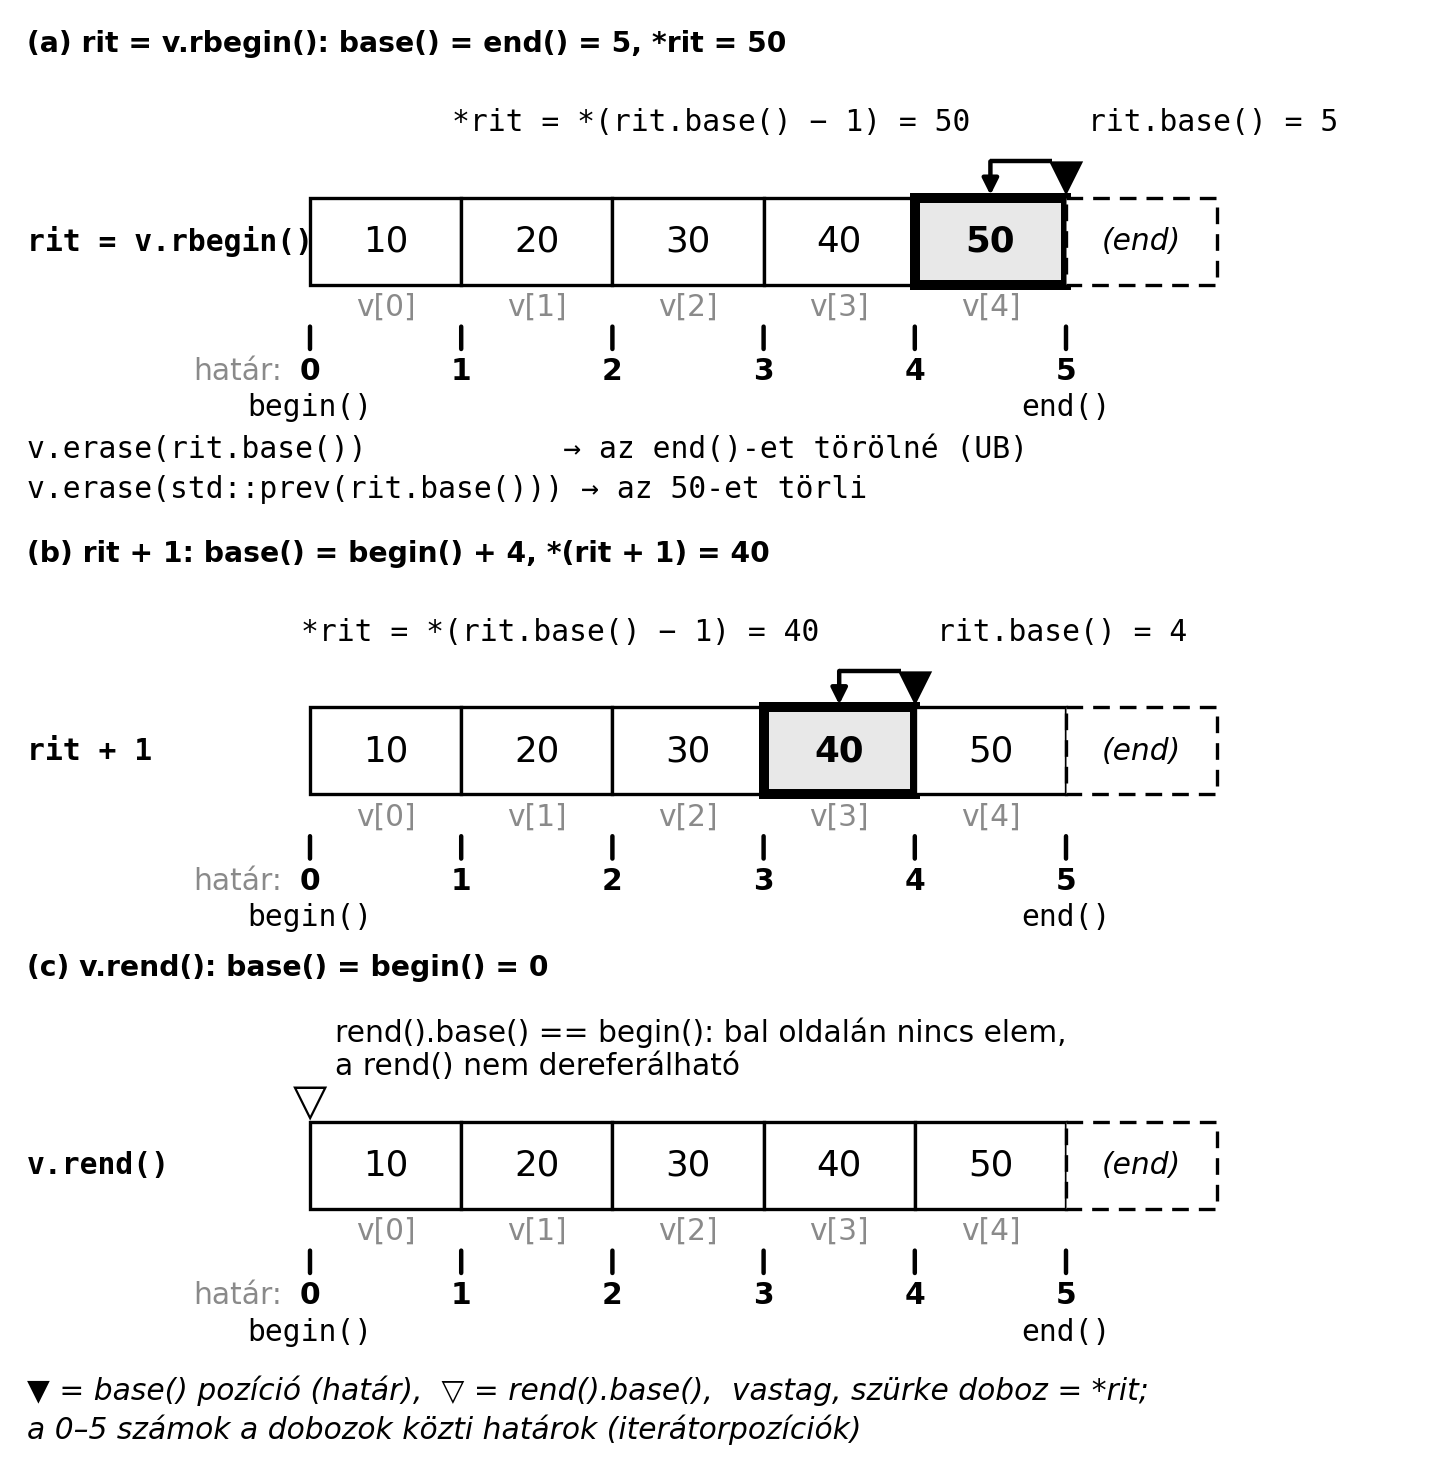 (a) rit = v.rbegin(): base() = end() = 5, *rit = 50
*rit = *(rit.base() − 1) = 50 rit.base() = 5
rit = v.rbegin() 10 20 30 40 50 (end)
v[0] v[1] v[2] v[3] v[4]
határ: 0 1 2 3 4 5
begin() end()
v.erase(rit.base()) → az end()-et törölné (UB)
v.erase(std::prev(rit.base())) → az 50-et törli
(b) rit + 1: base() = begin() + 4, *(rit + 1) = 40
*rit = *(rit.base() − 1) = 40 rit.base() = 4
rit + 1 10 20 30 40 50 (end)
v[0] v[1] v[2] v[3] v[4]
határ: 0 1 2 3 4 5
begin() end()
(c) v.rend(): base() = begin() = 0
rend().base() == begin(): bal oldalán nincs elem,
a rend() nem dereferálható
v.rend() 10 20 30 40 50 (end)
v[0] v[1] v[2] v[3] v[4]
határ: 0 1 2 3 4 5
begin() end()
▼ = base() pozíció (határ), ▽ = rend().base(), vastag, szürke doboz = *rit;
a 0–5 számok a dobozok közti határok (iterátorpozíciók)